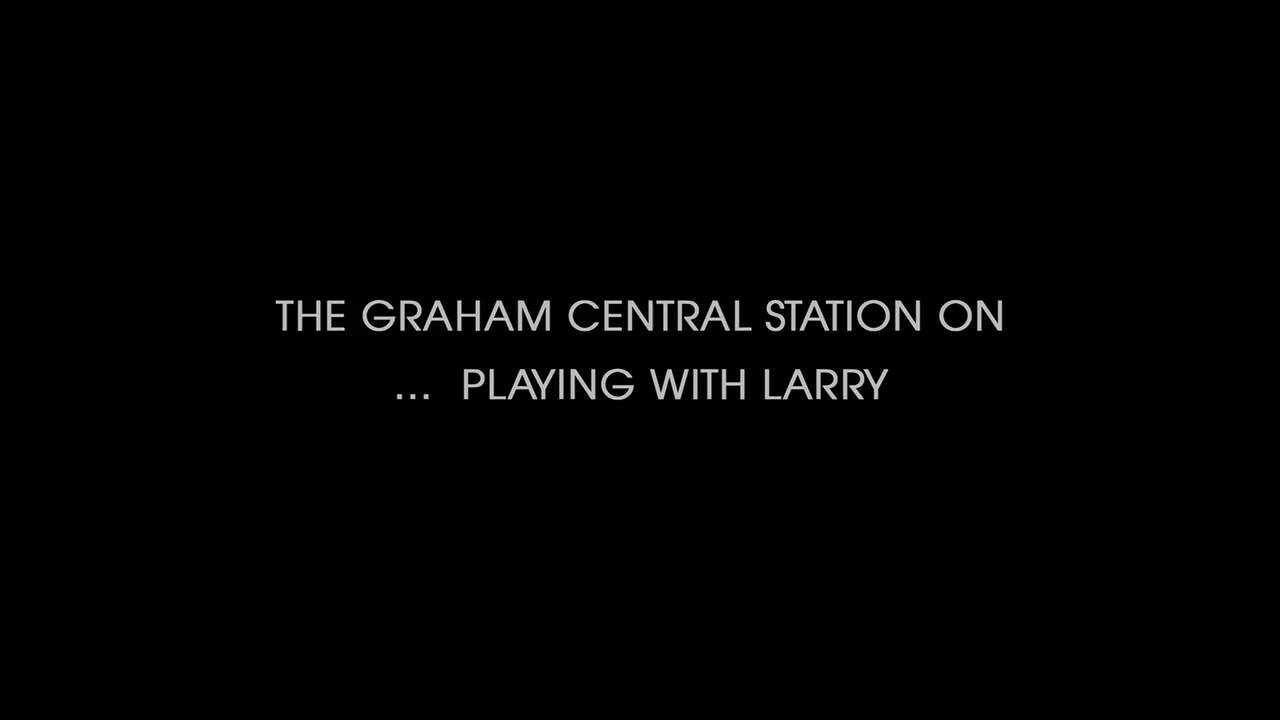 THE GRAHAM CENTRAL STATION ON
... PLAYING WITH LARRY